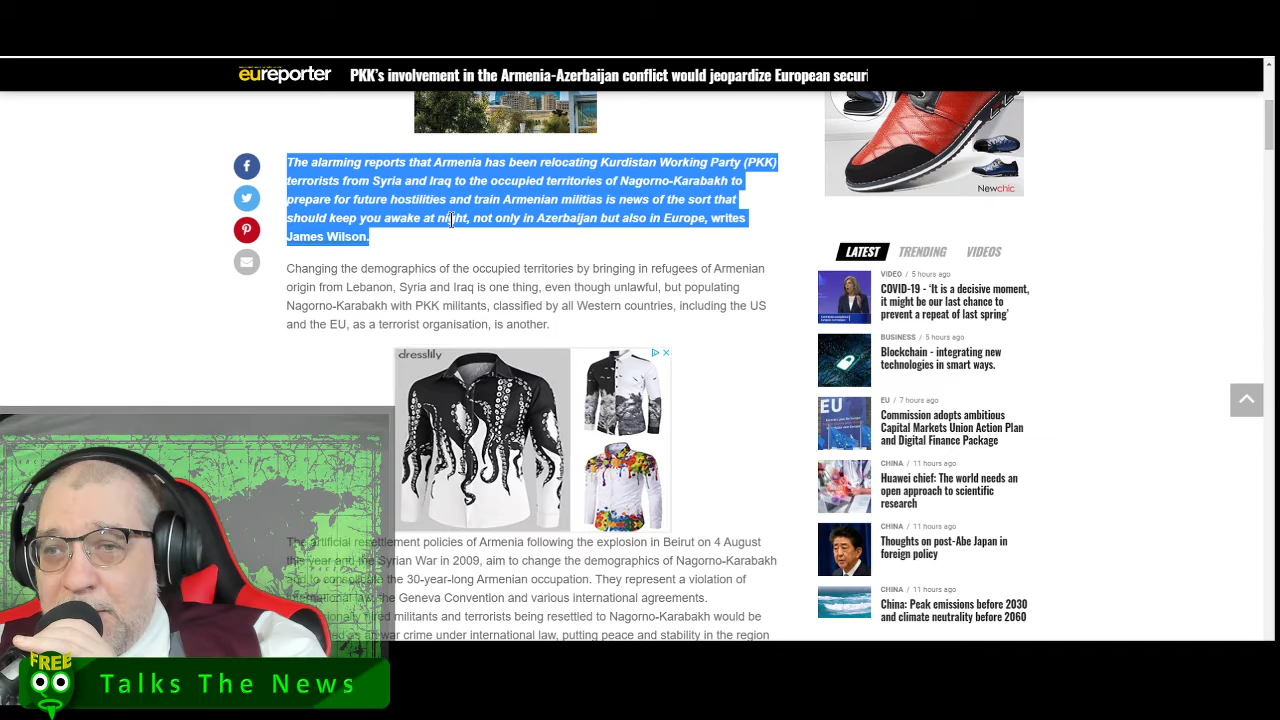 eureporter
PKK's involvement in the Armenia-Azerbaijan conflict would jeopardize European securi
The alarming reports that Armenia has been relocating Kurdistan Working Party (PKK)
terrorists from Syria and Iraq to the occupied territories of Nagorno-Karabakh to
prepare for future hostilities and train Armenian militias is news of the sort that
should keep you awake at night, not only in Azerbaijan but also in Europe, writes
James Wilson.
Changing the demographics of the occupied territories by bringing in refugees of Armenian
origin from Lebanon, Syria and Iraq is one thing, even though unlawful, but populating
Nagorno-Karabakh with PKK militants, classified by all Western countries, including the US
and the EU, as a terrorist organisation, is another.
dresslily
The artificial resettlement policies of Armenia following the explosion in Beirut on 4 August
this year and the Syrian War in 2009, aim to change the demographics of Nagorno-Karabakh
and to consolidate the 30-year-long Armenian occupation. They represent a violation of
international law, the Geneva Convention and various international agreements.
hired militants and terrorists being resettled to Nagorno-Karabakh would be
as an war crime under international law, putting peace and stability in the region
Newchic
LATEST TRENDING VIDEOS
VIDEO / 5 hours ago
COVID-19 - 'It is a decisive moment,
it might be our last chance to
prevent a repeat of last spring'
BUSINESS / 5 hours ago
Blockchain - integrating new
technologies in smart ways.
EU
EU / 7 hours ago
Commission adopts ambitious
Capital Markets Union Action Plan
and Digital Finance Package
CHINA / 11 hours ago
Huawei chief: The world needs an
open approach to scientific
research
CHINA / 11 hours ago
Thoughts on post-Abe Japan in
foreign policy
CHINA / 11 hours ago
China: Peak emissions before 2030
and climate neutrality before 2060
FREE
Talks The News